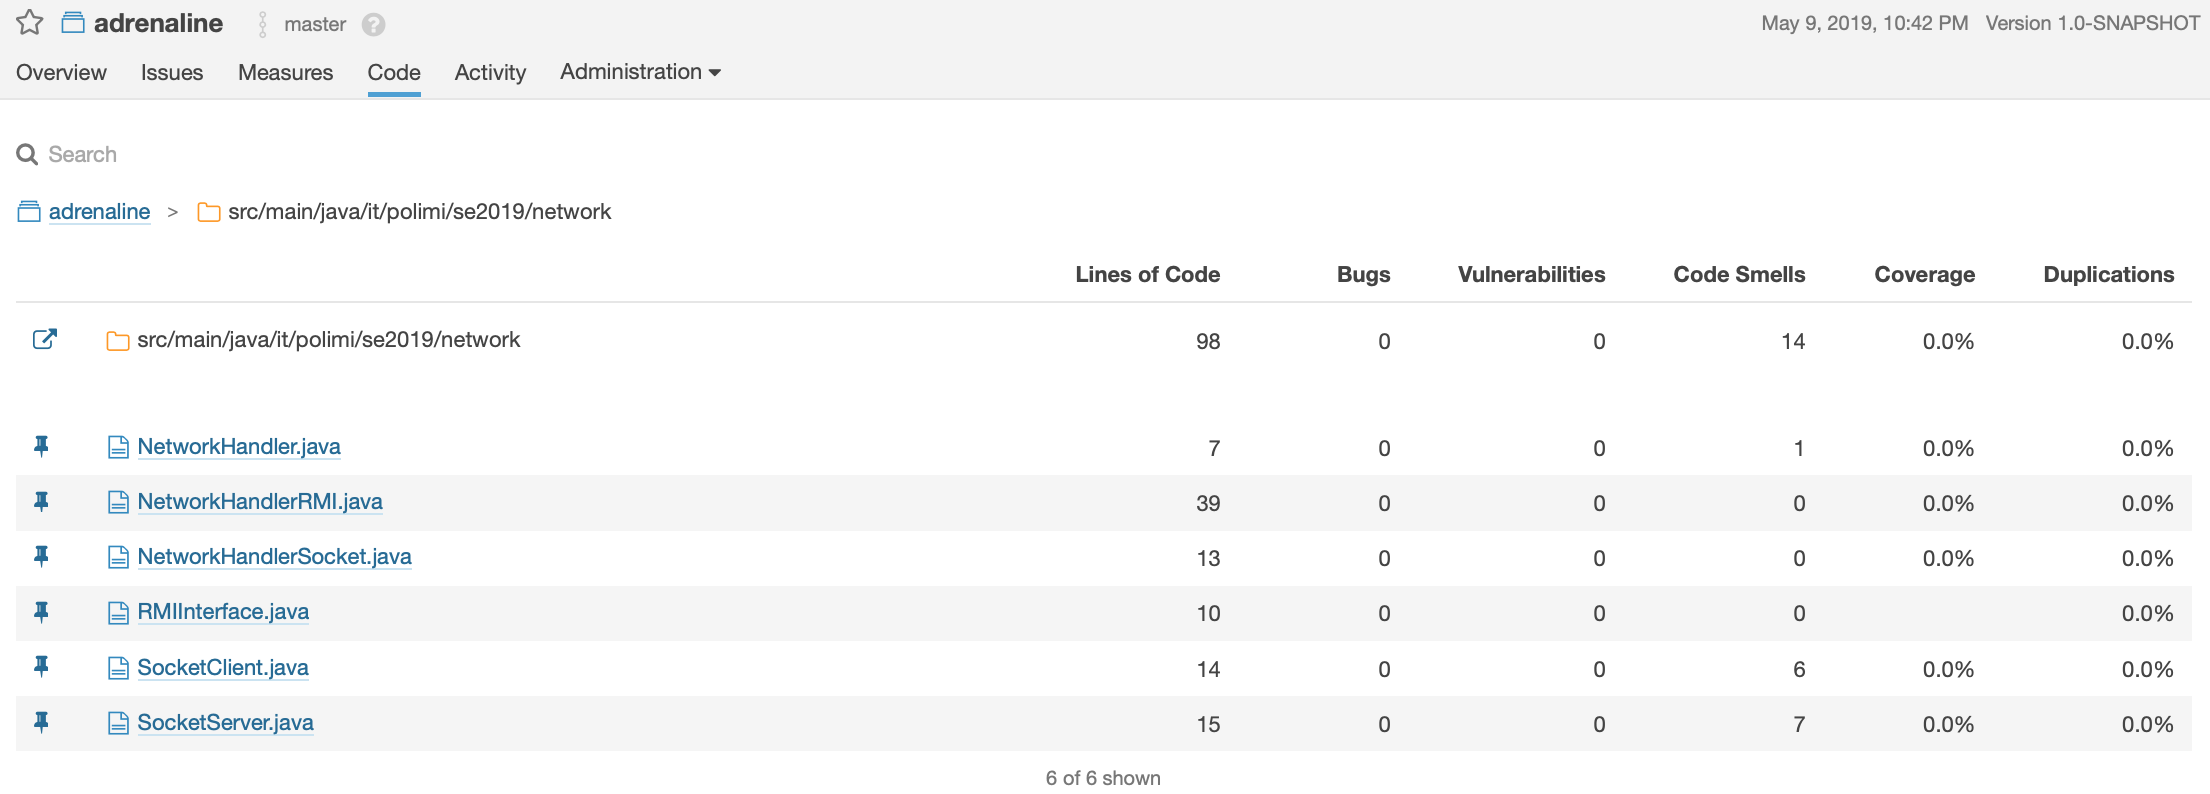 adrenaline master ? May 9, 2019, 10:42 PM Version 1.0-SNAPSHOT
Overview Issues Measures Code Activity Administration
Search
adrenaline > src/main/java/it/polimi/se2019/network
Lines of Code Bugs Vulnerabilities Code Smells Coverage Duplications
src/main/java/it/polimi/se2019/network 98 0 0 14 0.0% 0.0%
NetworkHandler.java 7 0 0 1 0.0% 0.0%
NetworkHandlerRMI.java 39 0 0 0 0.0% 0.0%
NetworkHandlerSocket.java 13 0 0 0 0.0% 0.0%
RMIInterface.java 10 0 0 0 0.0%
SocketClient.java 14 0 0 6 0.0% 0.0%
SocketServer.java 15 0 0 7 0.0% 0.0%
6 of 6 shown